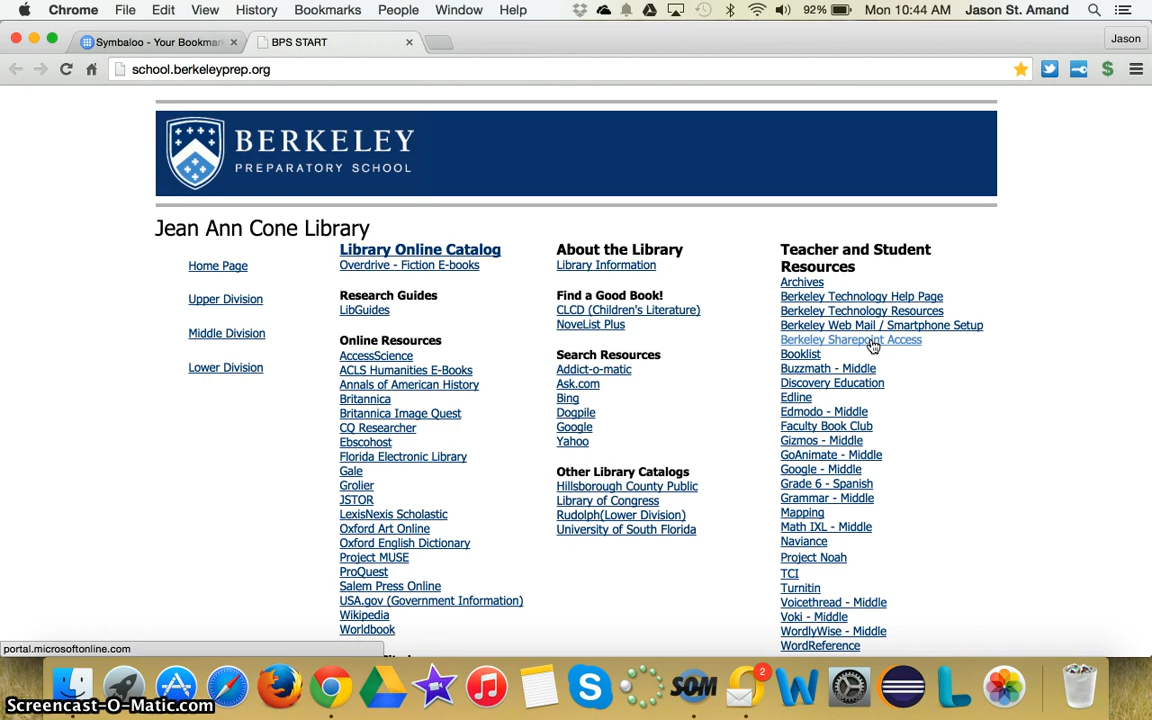 Chrome File Edit View History Bookmarks People Window Help 92% Mon 10:44 AM Jason St. Amand
Symbaloo - Your Bookmar BPS START Jason
school.berkeleyprep.org
BERKELEY
PREPARATORY SCHOOL
Jean Ann Cone Library
Home Page
Upper Division
Middle Division
Lower Division
Library Online Catalog
Overdrive - Fiction E-books
Research Guides
LibGuides
Online Resources
AccessScience
ACLS Humanities E-Books
Annals of American History
Britannica
Britannica Image Quest
CQ Researcher
Ebscohost
Florida Electronic Library
Gale
Grolier
JSTOR
LexisNexis Scholastic
Oxford Art Online
Oxford English Dictionary
Project MUSE
ProQuest
Salem Press Online
USA.gov (Government Information)
Wikipedia
Worldbook
About the Library
Library Information
Find a Good Book!
CLCD (Children's Literature)
NoveList Plus
Search Resources
Addict-o-matic
Ask.com
Bing
Dogpile
Google
Yahoo
Other Library Catalogs
Hillsborough County Public
Library of Congress
Rudolph(Lower Division)
University of South Florida
Teacher and Student
Resources
Archives
Berkeley Technology Help Page
Berkeley Technology Resources
Berkeley Web Mail / Smartphone Setup
Berkeley Sharepoint Access
Booklist
Buzzmath - Middle
Discovery Education
Edline
Edmodo - Middle
Faculty Book Club
Gizmos - Middle
GoAnimate - Middle
Google - Middle
Grade 6 - Spanish
Grammar - Middle
Mapping
Math IXL - Middle
Naviance
Project Noah
TCI
Turnitin
Voicethread - Middle
Voki - Middle
WordlyWise - Middle
WordReference
portal.microsoftonline.com
SOM
2
Screencast-O-Matic.com